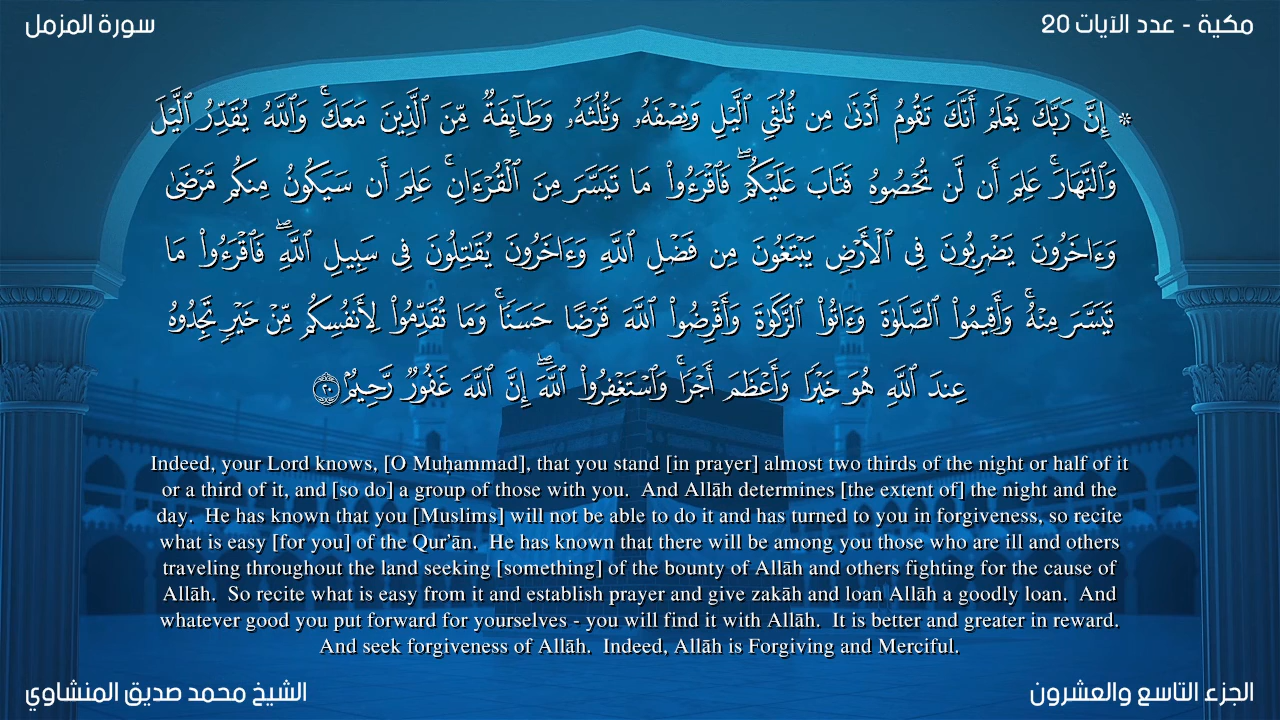 سورة المزمل
مكية - عدد الآيات 20
۞ إِنَّ رَبَّكَ يَعْلَمُ أَنَّكَ تَقُومُ أَدْنَىٰ مِن ثُلُثَىِ ٱلَّيْلِ وَنِصْفَهُۥ وَثُلُثَهُۥ وَطَآئِفَةٌ مِّنَ ٱلَّذِينَ مَعَكَ ۚ وَٱللَّهُ يُقَدِّرُ ٱلَّيْلَ
وَٱلنَّهَارَ ۚ عَلِمَ أَن لَّن تُحْصُوهُ فَتَابَ عَلَيْكُمْ ۖ فَٱقْرَءُوا۟ مَا تَيَسَّرَ مِنَ ٱلْقُرْءَانِ ۚ عَلِمَ أَن سَيَكُونُ مِنكُم مَّرْضَىٰ
وَءَاخَرُونَ يَضْرِبُونَ فِى ٱلْأَرْضِ يَبْتَغُونَ مِن فَضْلِ ٱللَّهِ وَءَاخَرُونَ يُقَـٰتِلُونَ فِى سَبِيلِ ٱللَّهِ ۖ فَٱقْرَءُوا۟ مَا
تَيَسَّرَ مِنْهُ ۚ وَأَقِيمُوا۟ ٱلصَّلَوٰةَ وَءَاتُوا۟ ٱلزَّكَوٰةَ وَأَقْرِضُوا۟ ٱللَّهَ قَرْضًا حَسَنًا ۚ وَمَا تُقَدِّمُوا۟ لِأَنفُسِكُم مِّنْ خَيْرٍ تَجِدُوهُ
عِندَ ٱللَّهِ هُوَ خَيْرًا وَأَعْظَمَ أَجْرًا ۚ وَٱسْتَغْفِرُوا۟ ٱللَّهَ ۖ إِنَّ ٱللَّهَ غَفُورٌ رَّحِيمٌۢ ٢٠
Indeed, your Lord knows, [O Muḥammad], that you stand [in prayer] almost two thirds of the night or half of it
or a third of it, and [so do] a group of those with you.  And Allāh determines [the extent of] the night and the
day.  He has known that you [Muslims] will not be able to do it and has turned to you in forgiveness, so recite
what is easy [for you] of the Qur’ān.  He has known that there will be among you those who are ill and others
traveling throughout the land seeking [something] of the bounty of Allāh and others fighting for the cause of
Allāh.  So recite what is easy from it and establish prayer and give zakāh and loan Allāh a goodly loan.  And
whatever good you put forward for yourselves - you will find it with Allāh.  It is better and greater in reward.
And seek forgiveness of Allāh.  Indeed, Allāh is Forgiving and Merciful.
الشيخ محمد صديق المنشاوي
الجزء التاسع والعشرون